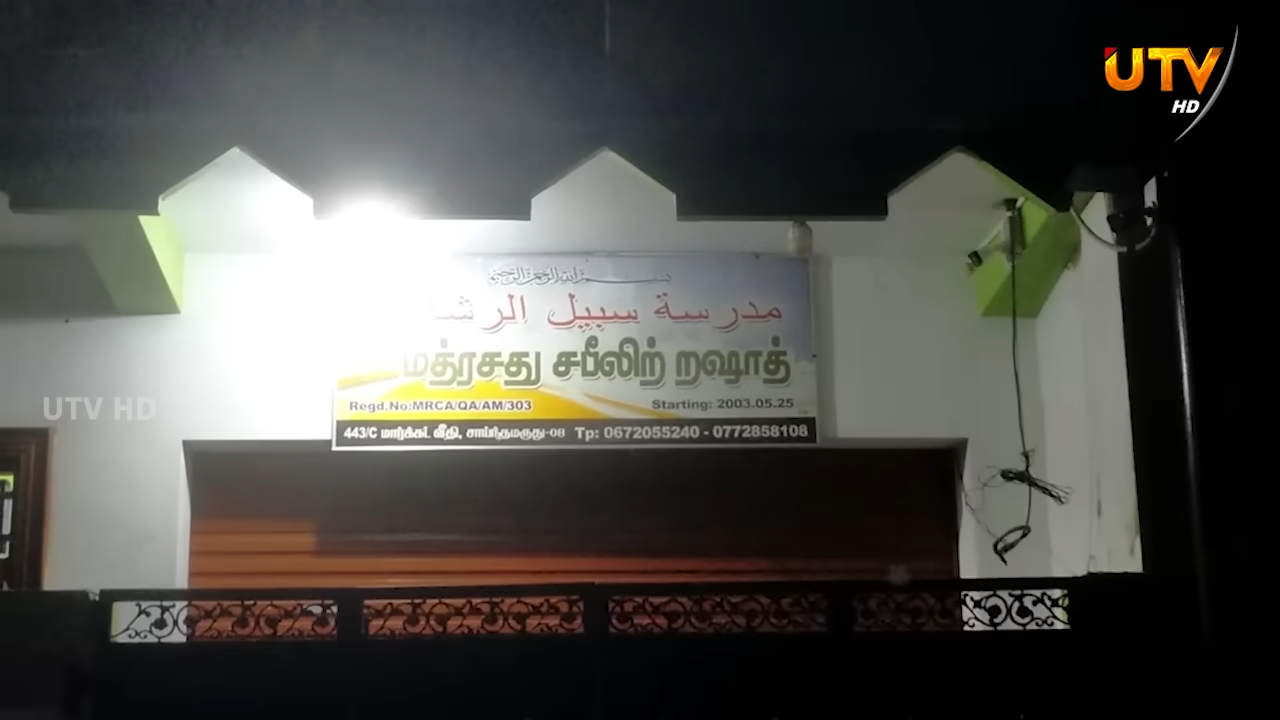 UTV
HD
بسم الله الرحمن الرحيم
مدرسة سبيل
மத்ரசது சபீலிற் றஷாத்
Regd.No:MRCA/QA/AM/303
Starting: 2003.05.25
443/C மார்க்கட் வீதி, சாய்ந்தமருது-08 Tp: 0672055240 - 0772858108
UTV HD